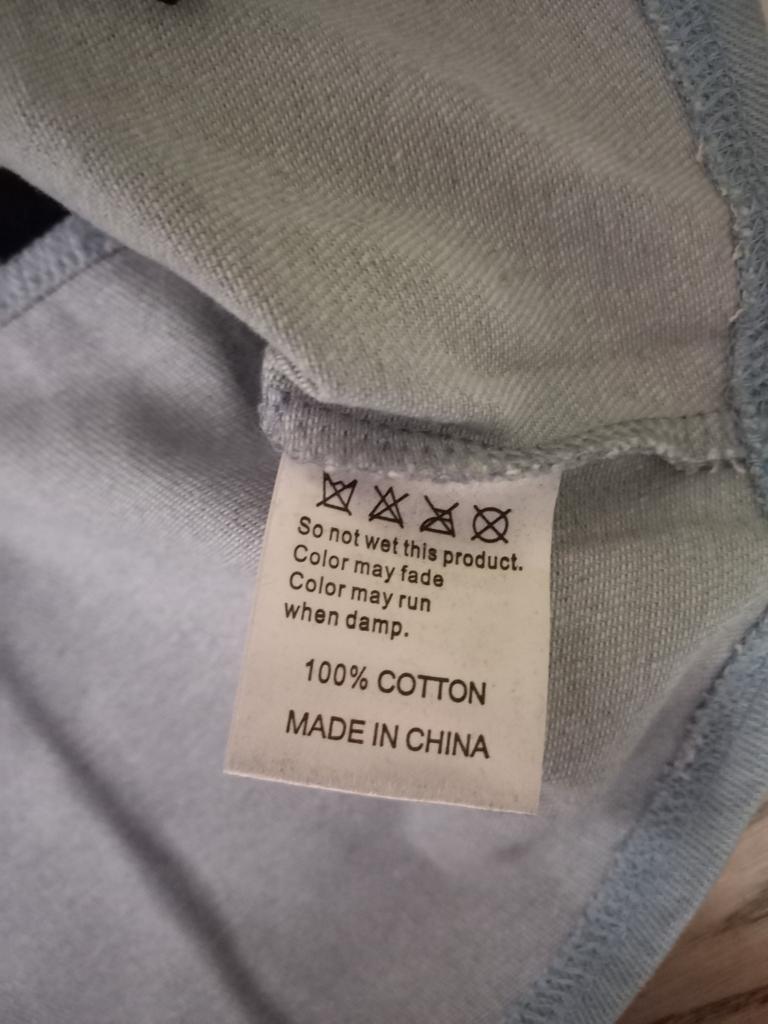 So not wet this product.
Color may fade
Color may run
when damp.
100% COTTON
MADE IN CHINA